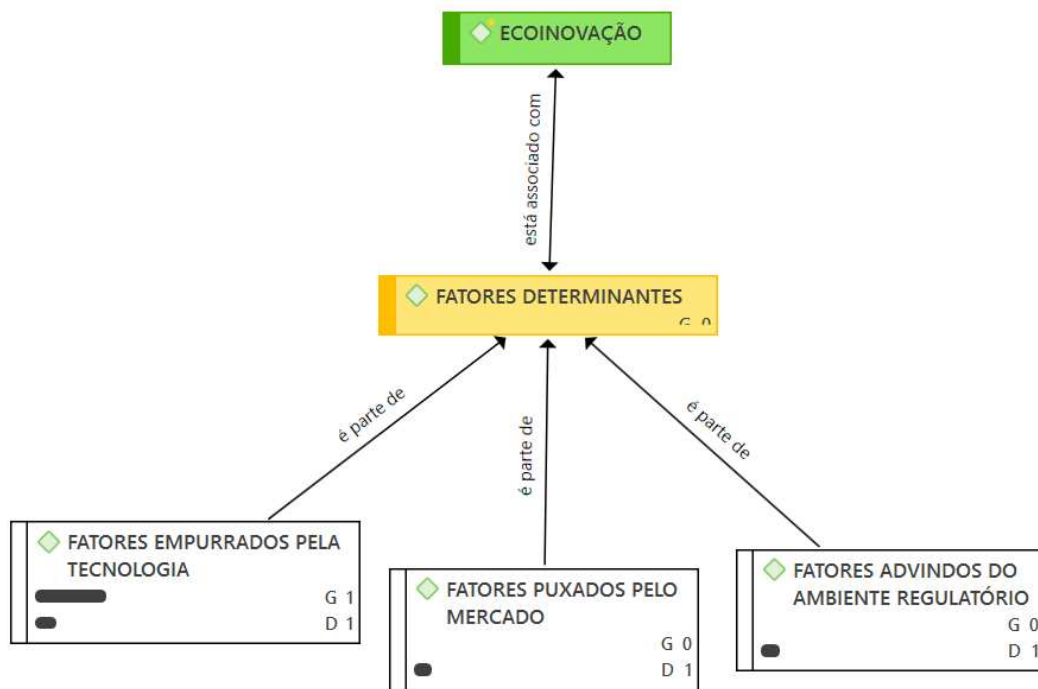 ECOINOVAÇÃO
está associado com
FATORES DETERMINANTES
G 0
é parte de
é parte de
é parte de
FATORES EMPURRADOS PELA
TECNOLOGIA
G 1
D 1
FATORES PUXADOS PELO
MERCADO
G 0
D 1
FATORES ADVINDOS DO
AMBIENTE REGULATÓRIO
G 0
D 1